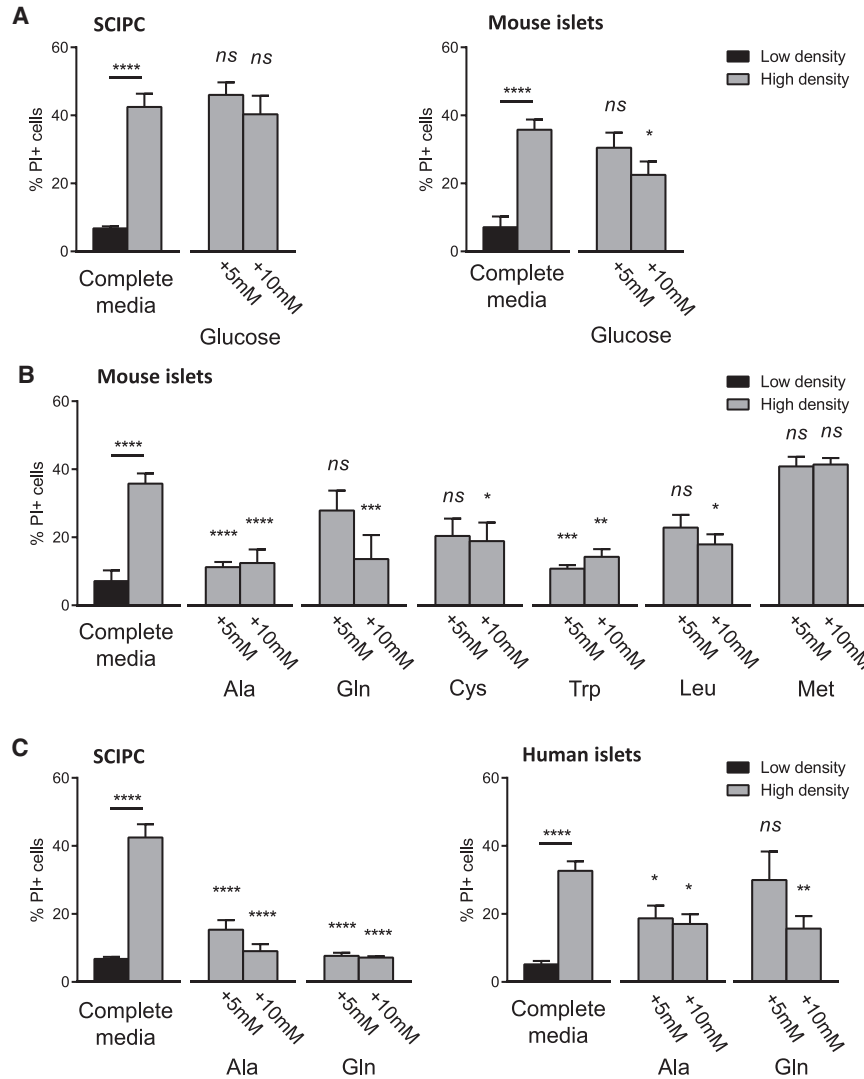 A
SCIPC
Mouse islets
Low density
High density
% PI+ cells
60
40
20
0
****
ns ns
Complete
media
+5mM
+10mM
Glucose
% PI+ cells
60
40
20
0
****
ns
*
Complete
media
+5mM
+10mM
Glucose
B
Mouse islets
Low density
High density
% PI+ cells
60
40
20
0
****
**** ****
ns
***
ns
*
***
**
ns
*
ns ns
Complete
media
+5mM
+10mM
Ala
+5mM
+10mM
Gln
+5mM
+10mM
Cys
+5mM
+10mM
Trp
+5mM
+10mM
Leu
+5mM
+10mM
Met
C
SCIPC
Human islets
Low density
High density
% PI+ cells
60
40
20
0
****
****
****
**** ****
Complete
media
+5mM
+10mM
Ala
+5mM
+10mM
Gln
% PI+ cells
60
40
20
0
****
*
*
ns
**
Complete
media
+5mM
+10mM
Ala
+5mM
+10mM
Gln